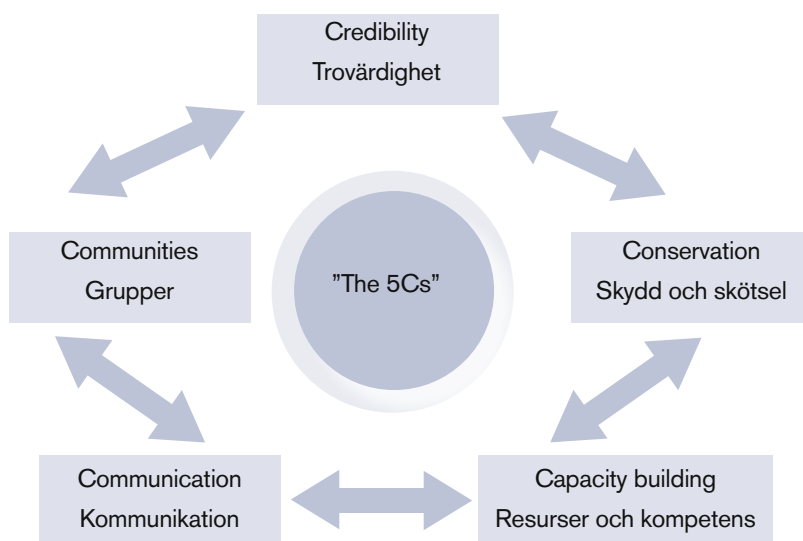 Credibility
Trovärdighet
Communities
Grupper
Conservation
Skydd och skötsel
”The 5Cs”
Communication
Kommunikation
Capacity building
Resurser och kompetens